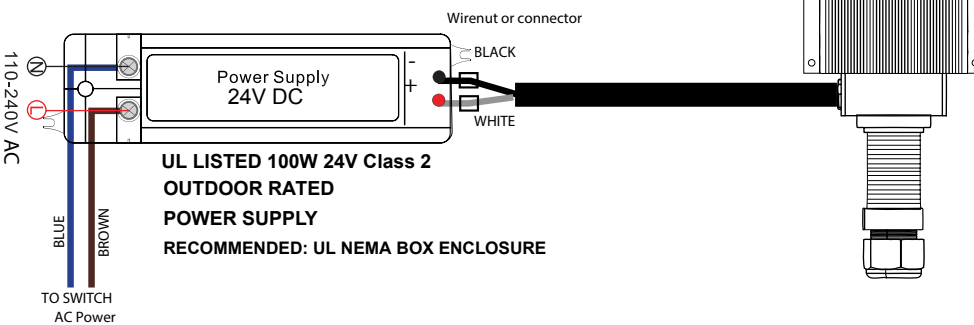 Wirenut or connector
110-240V AC
N
L
Power Supply
24V DC
-
+
BLACK
WHITE
UL LISTED 100W 24V Class 2
OUTDOOR RATED
POWER SUPPLY
RECOMMENDED: UL NEMA BOX ENCLOSURE
BLUE
BROWN
TO SWITCH
AC Power